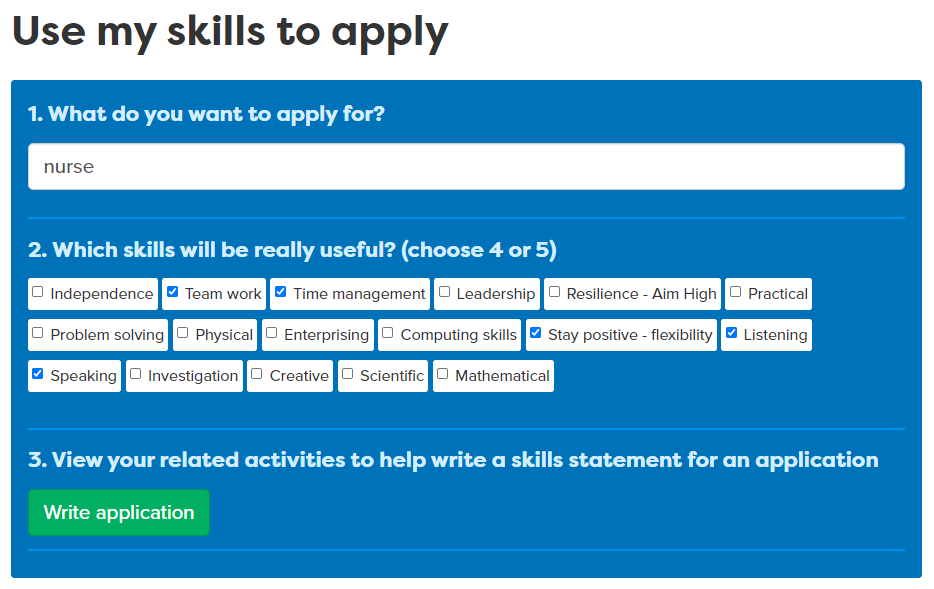 Use my skills to apply
1. What do you want to apply for?
nurse
2. Which skills will be really useful? (choose 4 or 5)
Independence Team work Time management Leadership Resilience - Aim High Practical
Problem solving Physical Enterprising Computing skills Stay positive - flexibility Listening
Speaking Investigation Creative Scientific Mathematical
3. View your related activities to help write a skills statement for an application
Write application